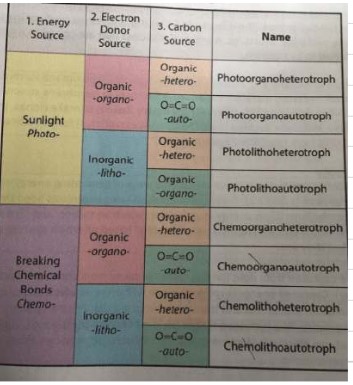 1. Energy
Source
2. Electron
Donor
Source
3. Carbon
Source
Name
Sunlight
Photo-
Organic
-organo-
Organic
-hetero-
Photoorganoheterotroph
O=C=O
-auto-
Photoorganoautotroph
Inorganic
-litho-
Organic
-hetero-
Photolithoheterotroph
Organic
-organo-
Photolithoautotroph
Breaking
Chemical
Bonds
Chemo-
Organic
-organo-
Organic
-hetero-
Chemoorganoheterotroph
O=C=O
-auto-
Chemoorganoautotroph
Inorganic
-litho-
Organic
-hetero-
Chemolithoheterotroph
O=C=O
-auto-
Chemolithoautotroph